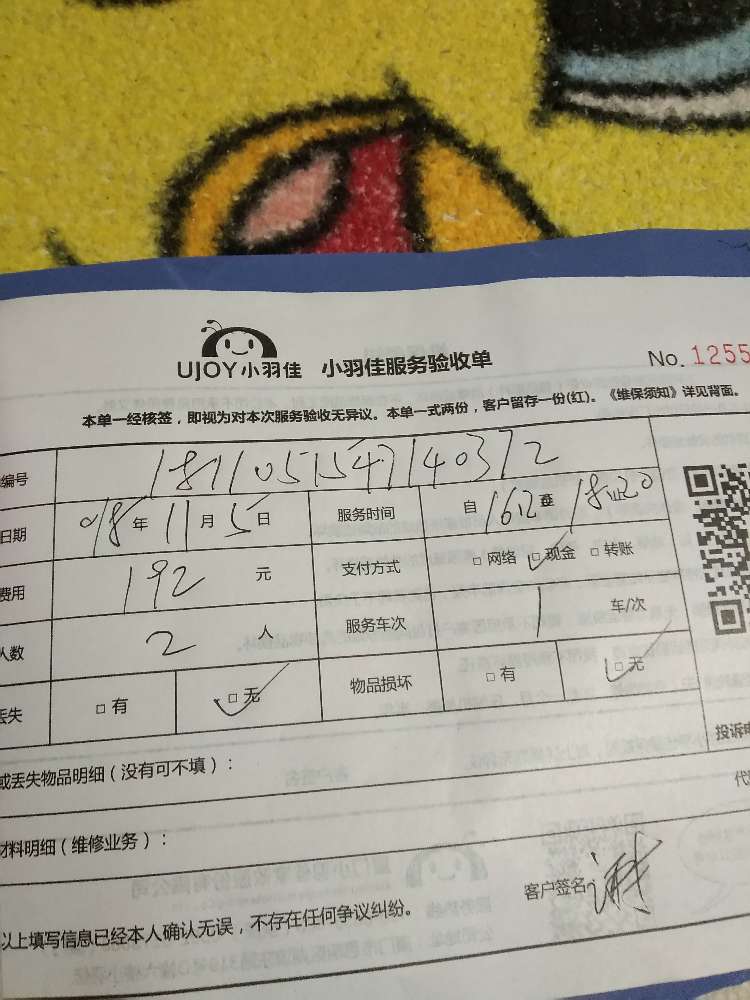 UJOY小羽佳 小羽佳服务验收单
No. 1255
本单一经核签，即视为对本次服务验收无异议。本单一式两份，客户留存一份(红)。《维保须知》详见背面。
编号 1811051547140372
日期 018年11月5日 服务时间 自 1612 至 18 20
费用 192 元 支付方式 □网络 □现金 □转账
人数 2 人 服务车次 1 车/次
丢失 □有 □无 物品损坏 □有 □无
或丢失物品明细（没有可不填）：
投诉
材料明细（维修业务）：
以上填写信息已经本人确认无误，不存在任何争议纠纷。
客户签名